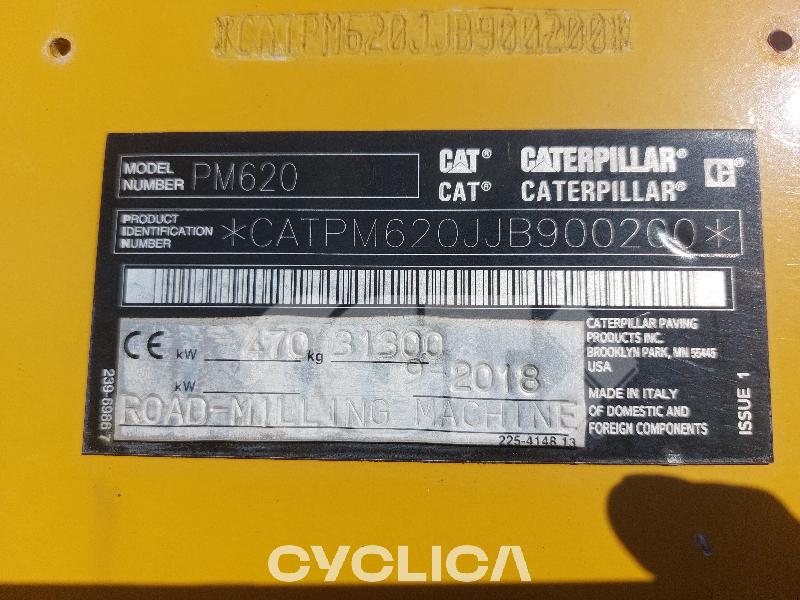 *CATPM620JJB900200*
MODEL NUMBER PM620
CAT® CATERPILLAR®
CAT® CATERPILLAR®
PRODUCT IDENTIFICATION NUMBER *CATPM620JJB900200*
CE kW 470 kg 31300
kW 9 2018
ROAD-MILLING MACHINE
225-4148 13
239-6986 7
CATERPILLAR PAVING
PRODUCTS INC.
BROOKLYN PARK, MN 55445
USA
MADE IN ITALY
OF DOMESTIC AND
FOREIGN COMPONENTS
ISSUE 1
CYCLICA